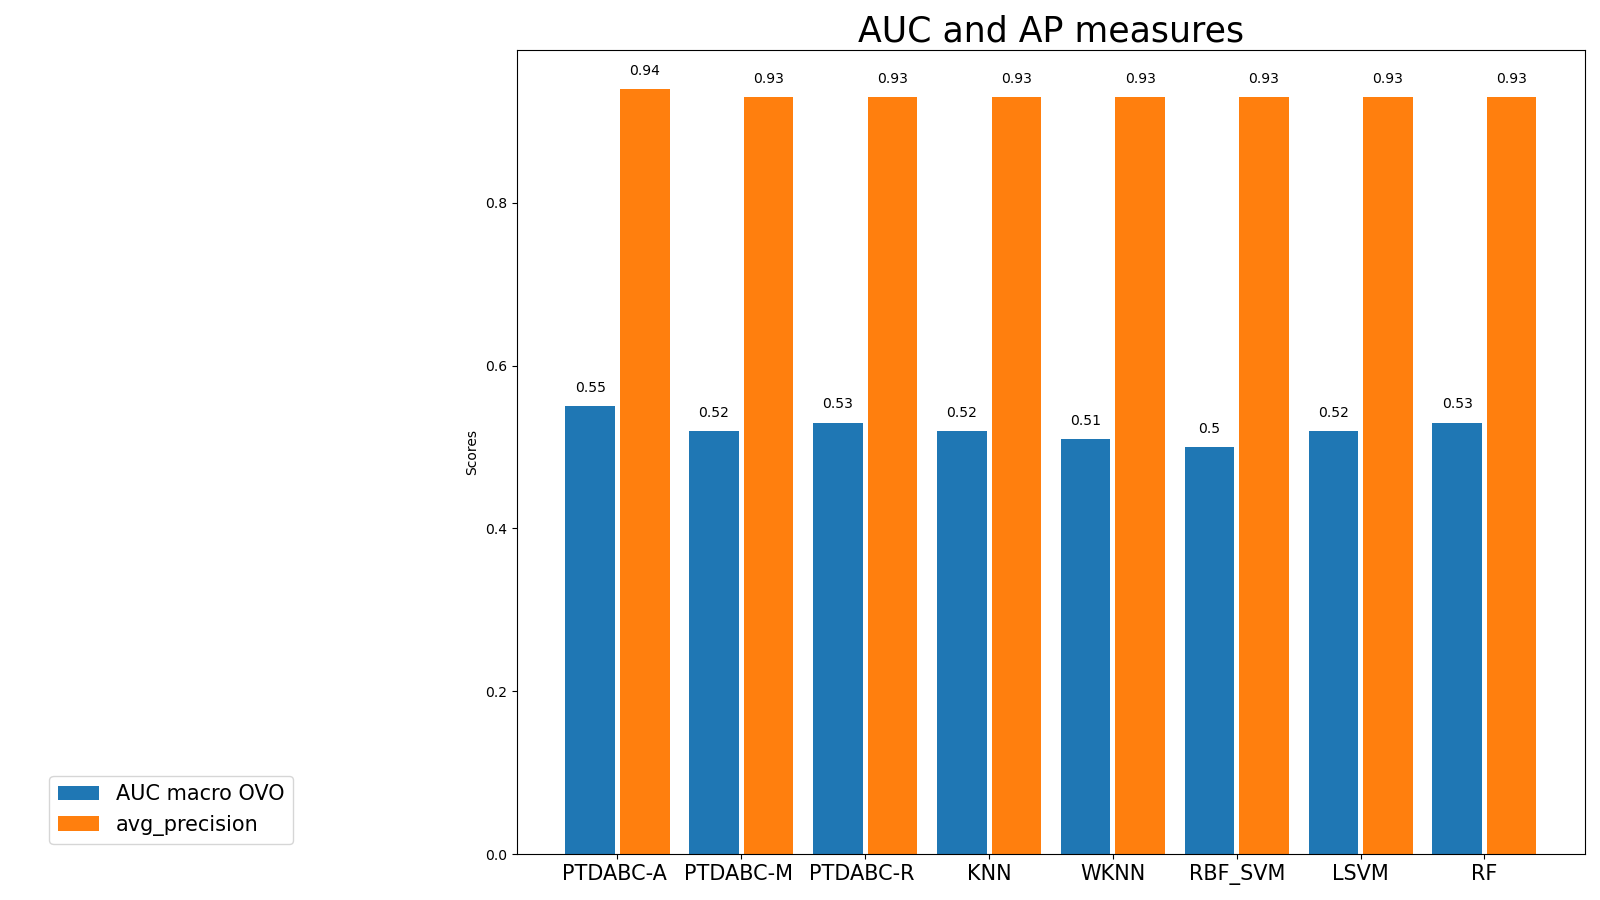 AUC and AP measures
0.94 0.93 0.93 0.93 0.93 0.93 0.93 0.93
0.8
0.6
0.55 0.52 0.53 0.52 0.51 0.5 0.52 0.53
Scores
0.4
0.2
AUC macro OVO
avg_precision
0.0
PTDABC-A PTDABC-M PTDABC-R KNN WKNN RBF_SVM LSVM RF